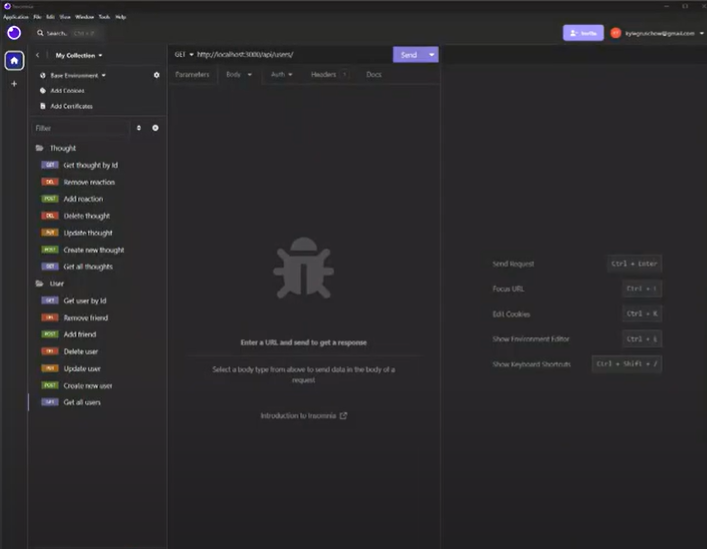 Insomnia
Application File Edit View Window Tools Help
Search.. Ctrl + P
Invite
My Collection
GET http://localhost:3000/api/users/
Send
Base Environment
Add Cookies
Add Certificates
Parameters Body Auth Headers 1 Docs
Filter
Thought
GET Get thought by Id
DEL Remove reaction
POST Add reaction
DEL Delete thought
PUT Update thought
POST Create new thought
GET Get all thoughts
User
GET Get user by Id
DEL Remove friend
POST Add friend
DEL Delete user
PUT Update user
POST Create new user
GET Get all users
Enter a URL and send to get a response
Select a body type from above to send data in the body of a
request
Introduction to Insomnia
Send Request Ctrl + Enter
Focus URL Ctrl + L
Edit Cookies Ctrl + K
Show Environment Editor Ctrl + E
Show Keyboard Shortcuts Ctrl + Shift + /